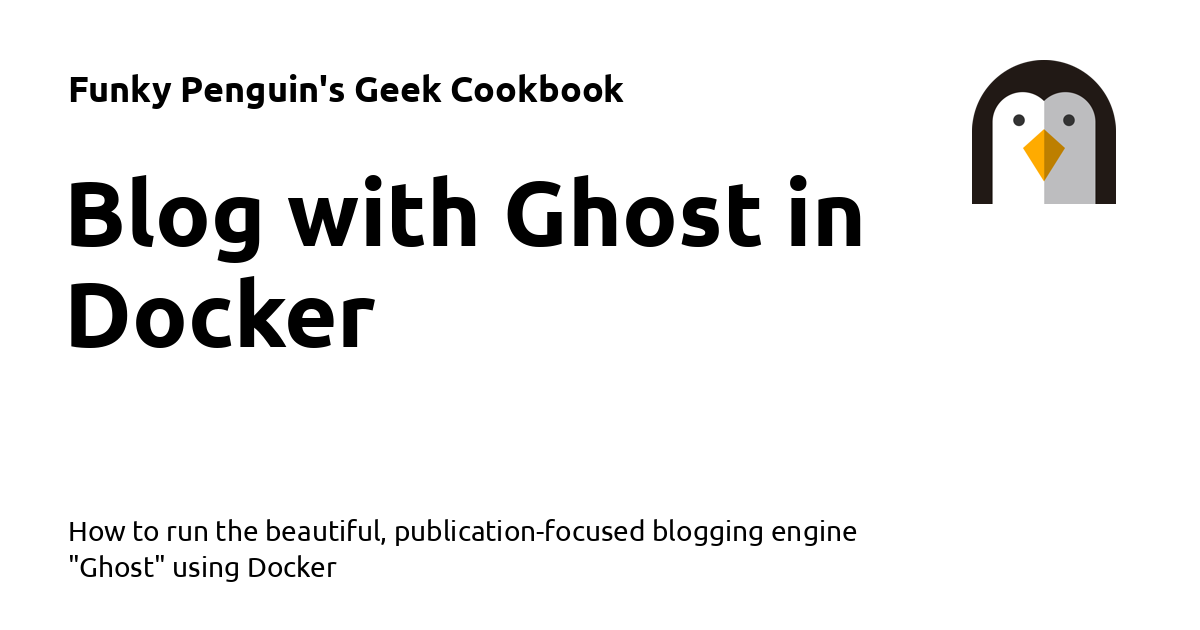 Funky Penguin's Geek Cookbook
Blog with Ghost in
Docker
How to run the beautiful, publication-focused blogging engine
"Ghost" using Docker